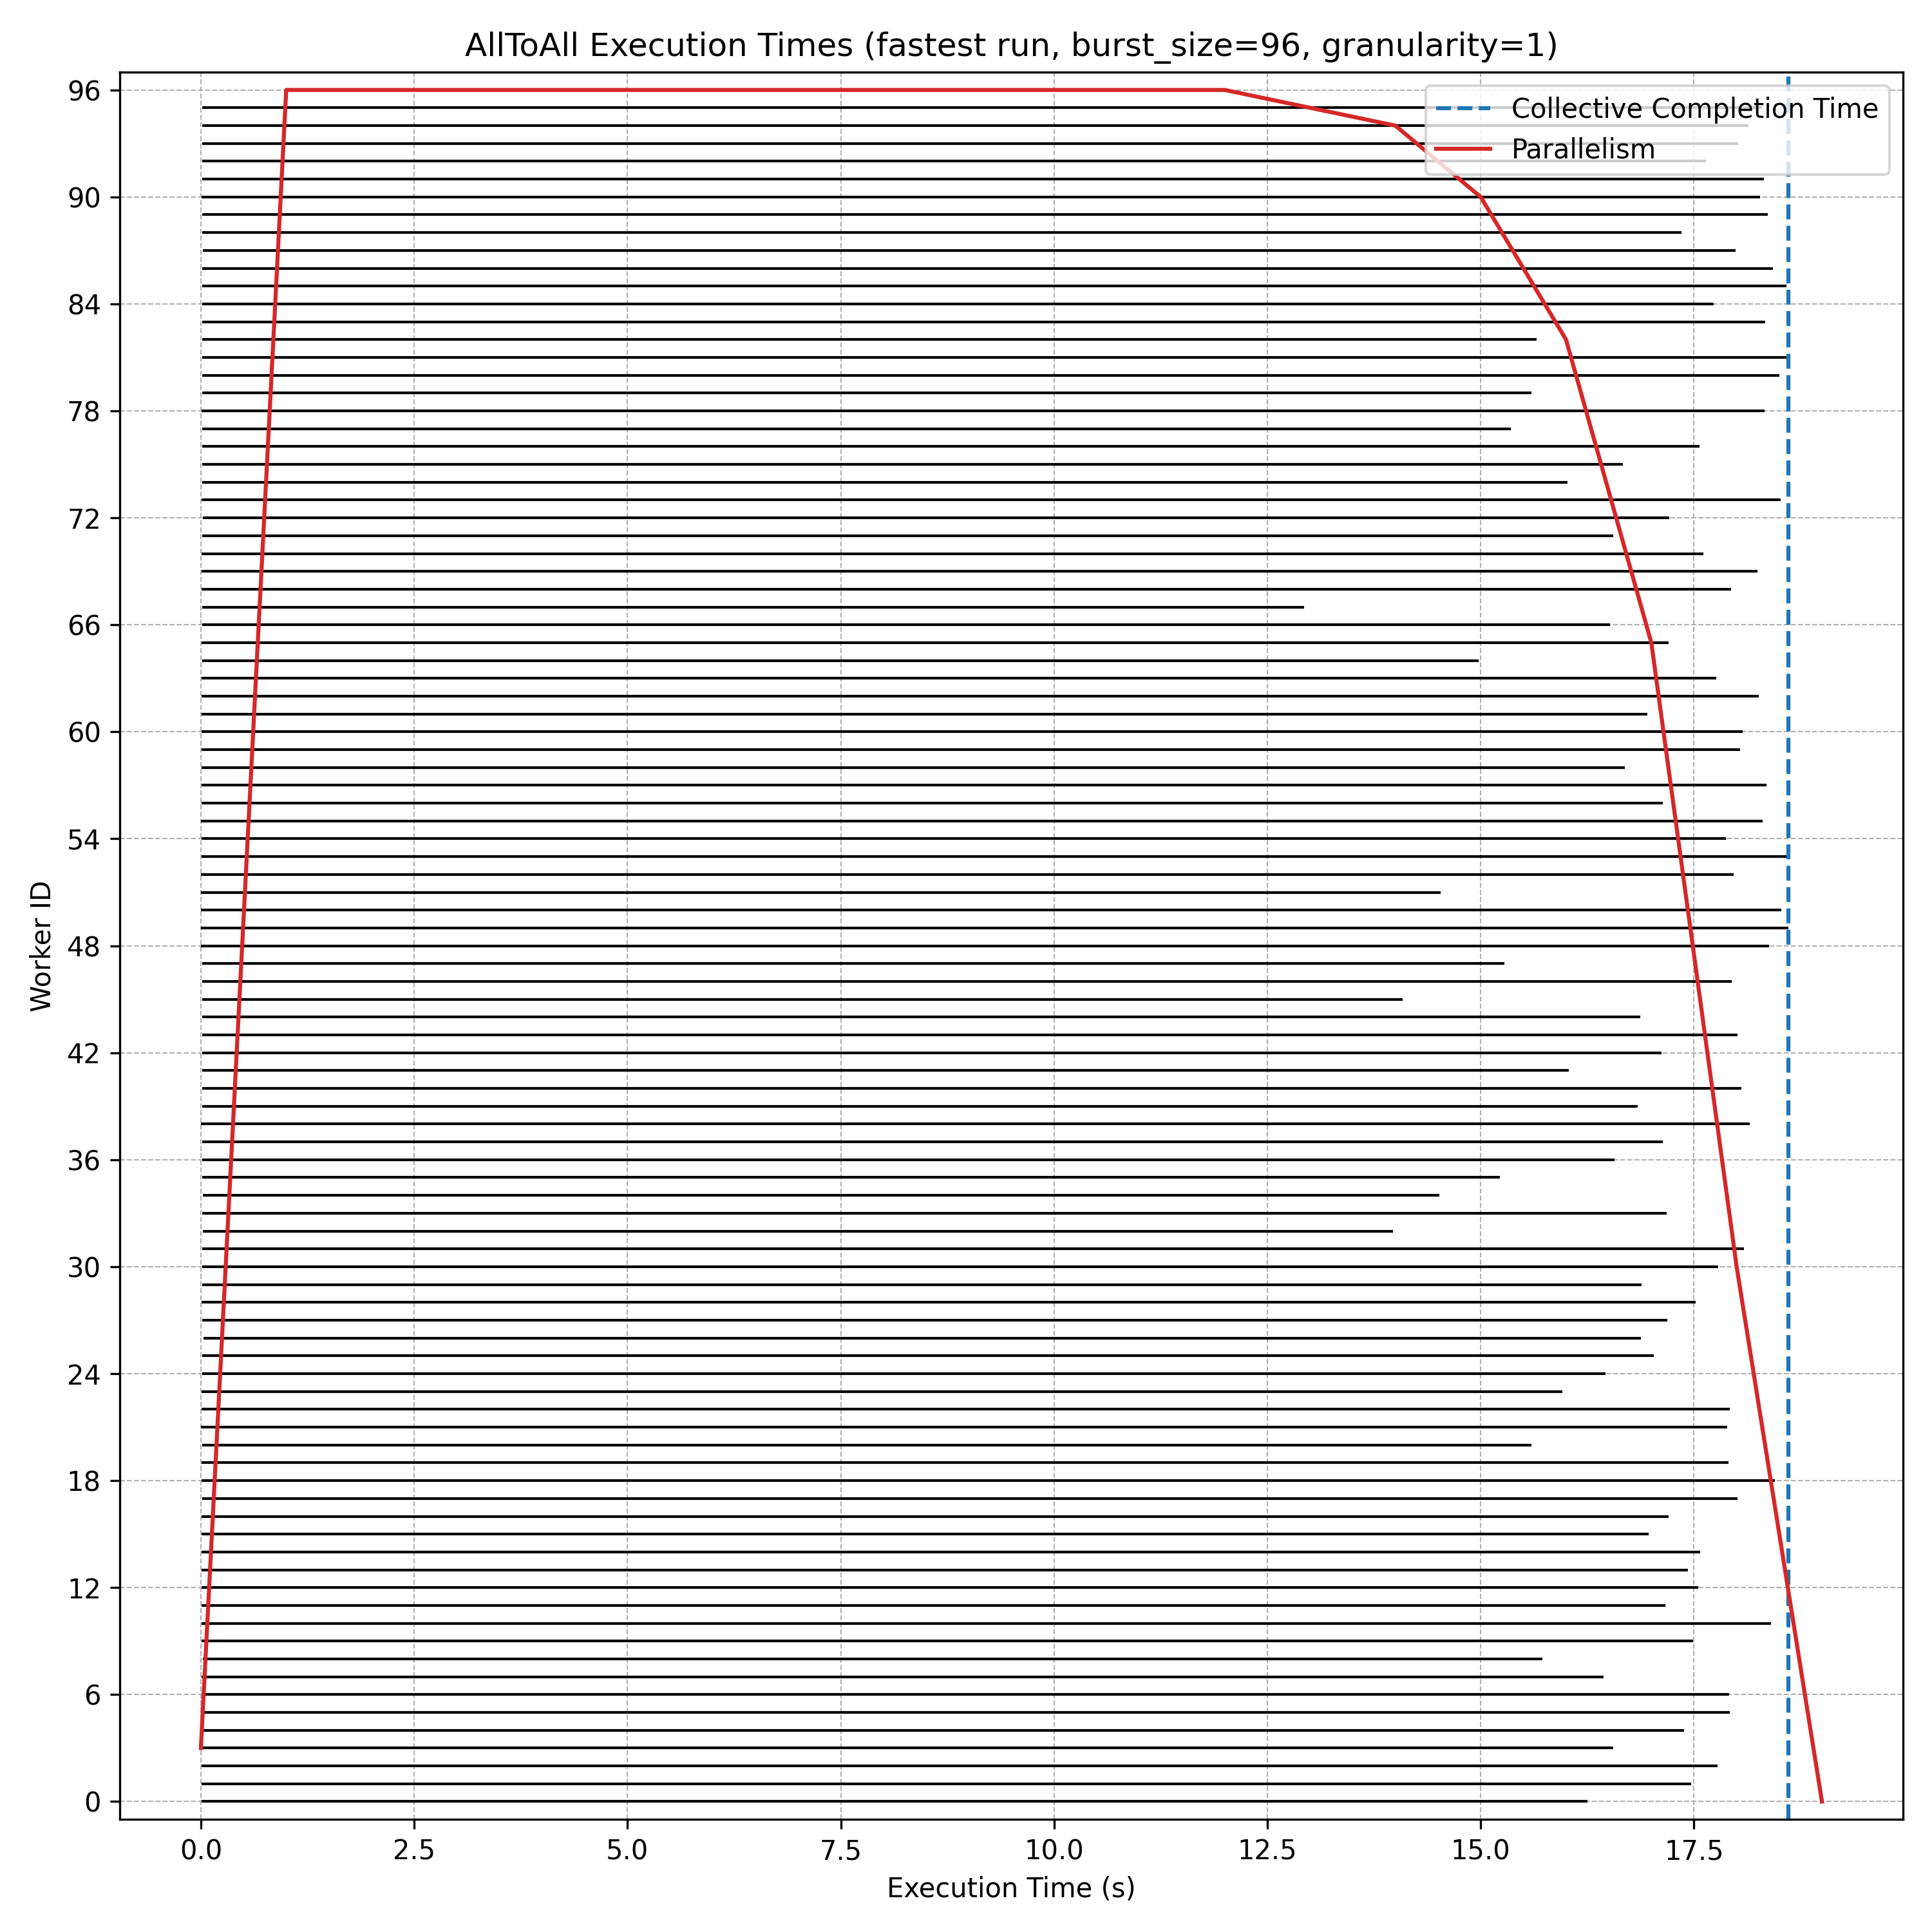 AllToAll Execution Times (fastest run, burst_size=96, granularity=1)
Collective Completion Time
Parallelism
Worker ID
96
90
84
78
72
66
60
54
48
42
36
30
24
18
12
6
0
0.0 2.5 5.0 7.5 10.0 12.5 15.0 17.5
Execution Time (s)